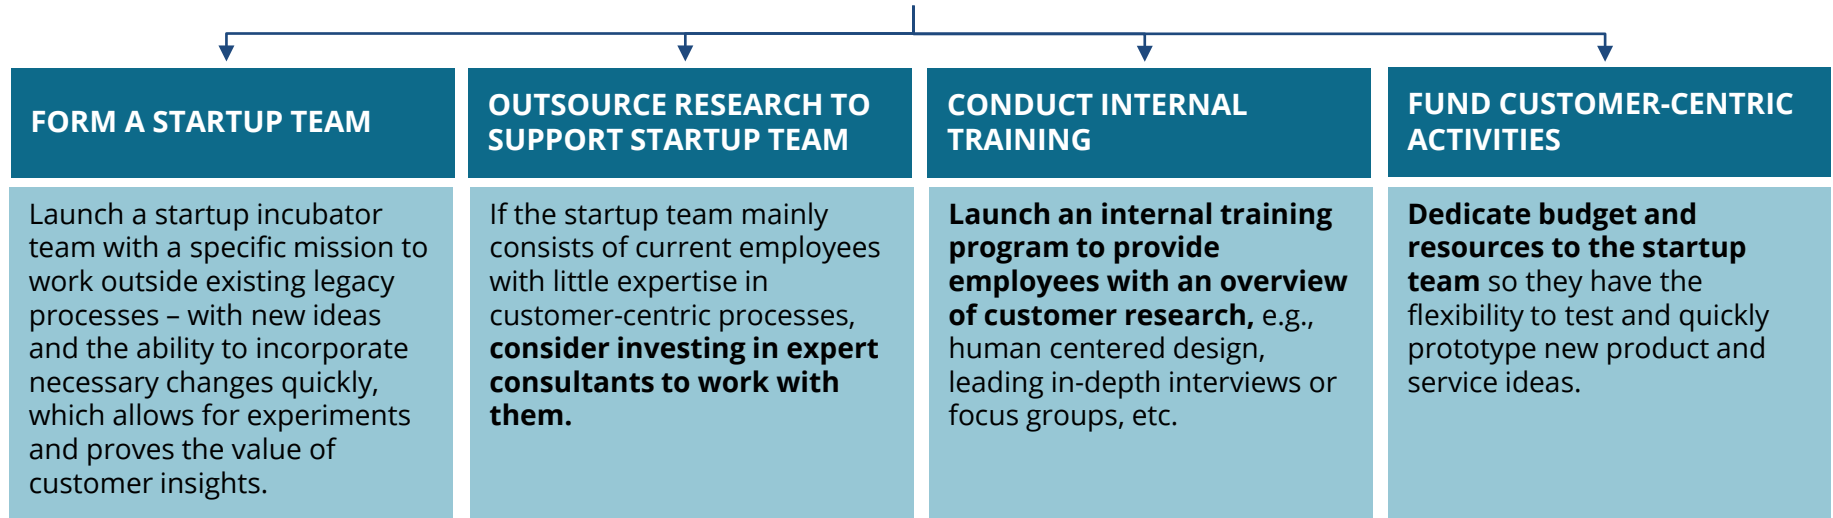 FORM A STARTUP TEAM
Launch a startup incubator
team with a specific mission to
work outside existing legacy
processes – with new ideas
and the ability to incorporate
necessary changes quickly,
which allows for experiments
and proves the value of
customer insights.
OUTSOURCE RESEARCH TO
SUPPORT STARTUP TEAM
If the startup team mainly
consists of current employees
with little expertise in
customer-centric processes,
consider investing in expert
consultants to work with
them.
CONDUCT INTERNAL
TRAINING
Launch an internal training
program to provide
employees with an overview
of customer research, e.g.,
human centered design,
leading in-depth interviews or
focus groups, etc.
FUND CUSTOMER-CENTRIC
ACTIVITIES
Dedicate budget and
resources to the startup
team so they have the
flexibility to test and quickly
prototype new product and
service ideas.